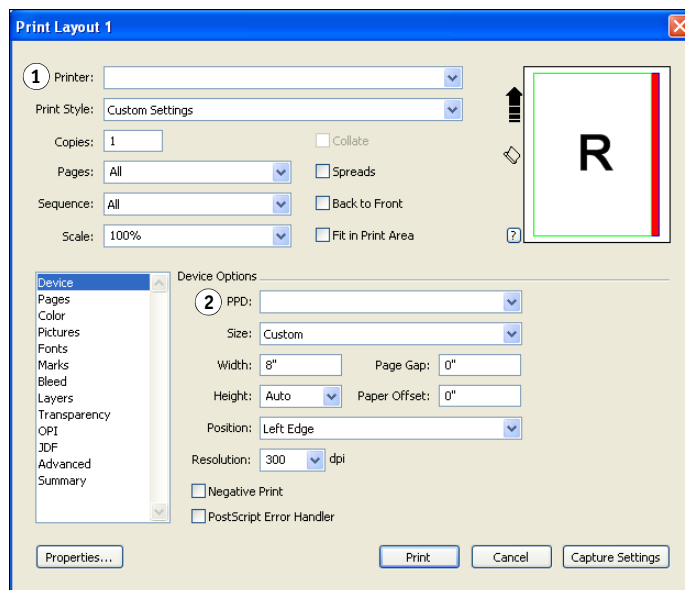 Print Layout 1
1 Printer:
Print Style: Custom Settings
Copies: 1 Collate
Pages: All Spreads
Sequence: All Back to Front
Scale: 100% Fit in Print Area
R
?
Device
Pages
Color
Pictures
Fonts
Marks
Bleed
Layers
Transparency
OPI
JDF
Advanced
Summary
Device Options
2 PPD:
Size: Custom
Width: 8" Page Gap: 0"
Height: Auto Paper Offset: 0"
Position: Left Edge
Resolution: 300 dpi
Negative Print
PostScript Error Handler
Properties... Print Cancel Capture Settings